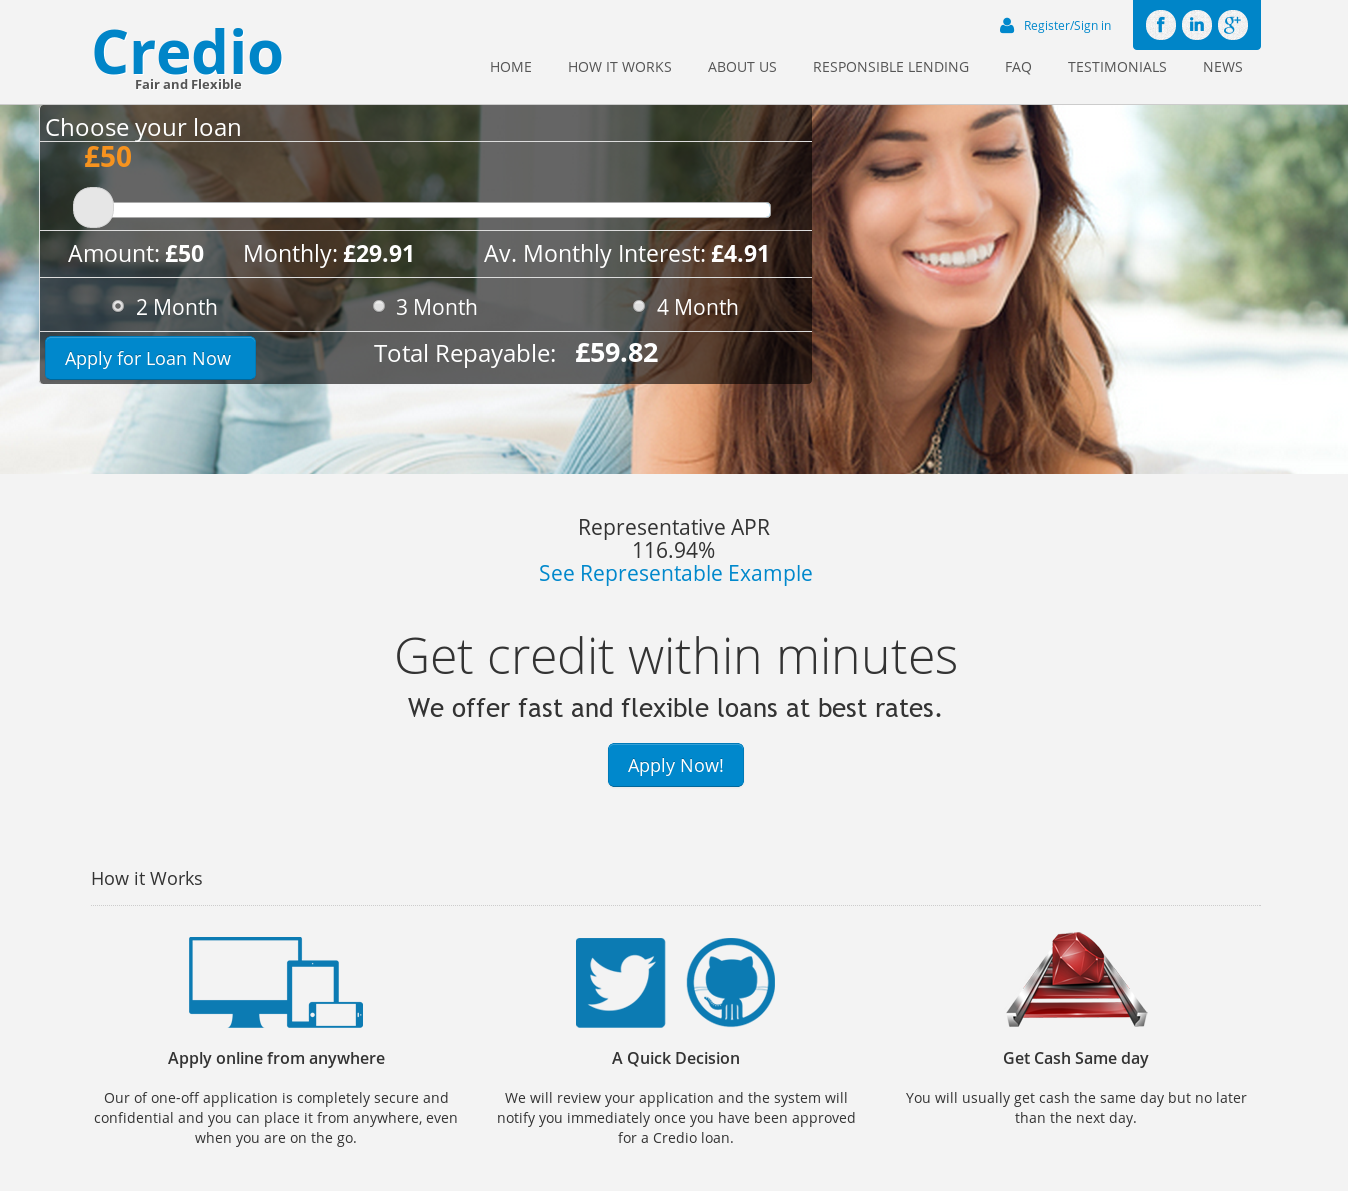 Credio
Fair and Flexible
Register/Sign in
HOME
HOW IT WORKS
ABOUT US
RESPONSIBLE LENDING
FAQ
TESTIMONIALS
NEWS
Choose your loan
£50
Amount: £50
Monthly: £29.91
Av. Monthly Interest: £4.91
2 Month
3 Month
4 Month
Apply for Loan Now
Total Repayable: £59.82
Representative APR
116.94%
See Representable Example
Get credit within minutes
We offer fast and flexible loans at best rates.
Apply Now!
How it Works
Apply online from anywhere
Our of one-off application is completely secure and
confidential and you can place it from anywhere, even
when you are on the go.
A Quick Decision
We will review your application and the system will
notify you immediately once you have been approved
for a Credio loan.
Get Cash Same day
You will usually get cash the same day but no later
than the next day.